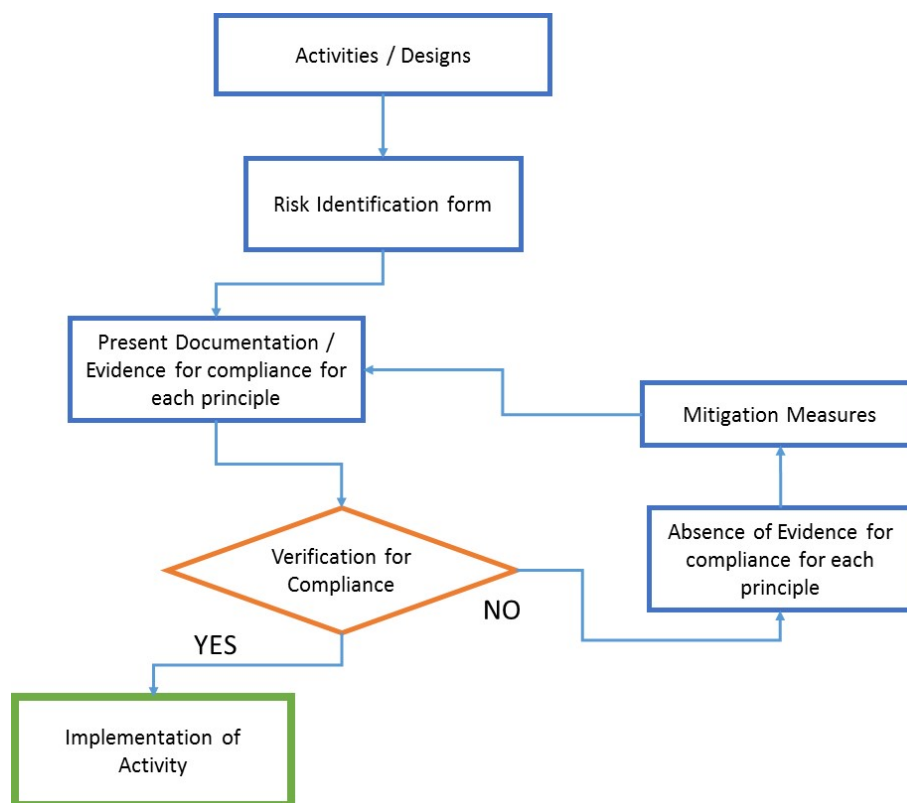 Activities / Designs
Risk Identification form
Present Documentation /
Evidence for compliance for
each principle
Mitigation Measures
Absence of Evidence for
compliance for each
principle
Verification for
Compliance
NO
YES
Implementation of
Activity